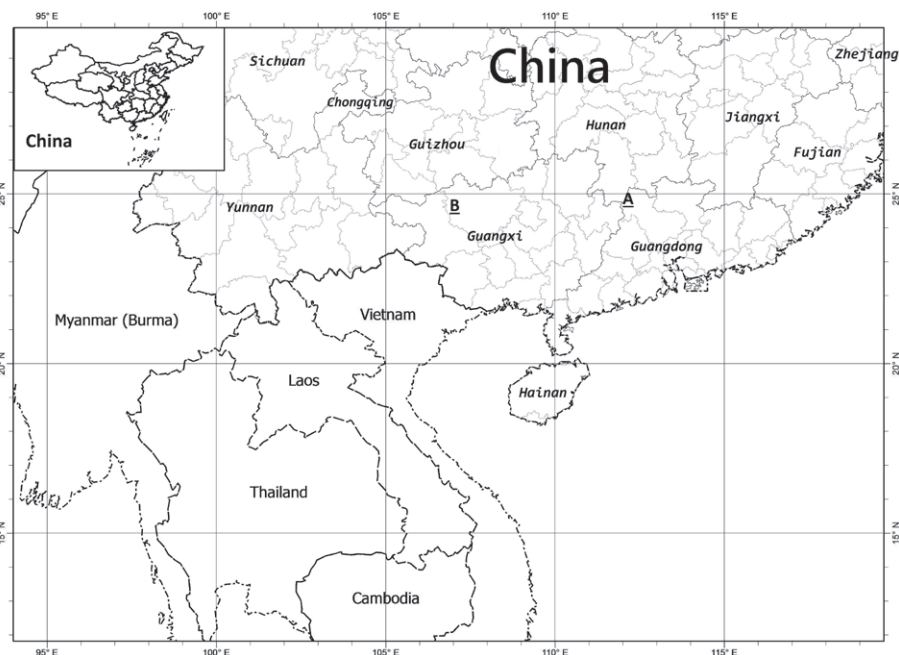 95° E 100° E 105° E 110° E 115° E
China
Zhejiang
Sichuan
Chongqing
Jiangxi
Hunan
China
Guizhou
Fujian
25° N
25° N
B
A
Yunnan
Guangxi
Guangdong
Vietnam
Myanmar (Burma)
20° N
20° N
Laos
Hainan
Thailand
15° N
15° N
Cambodia
95° E 100° E 105° E 110° E 115° E